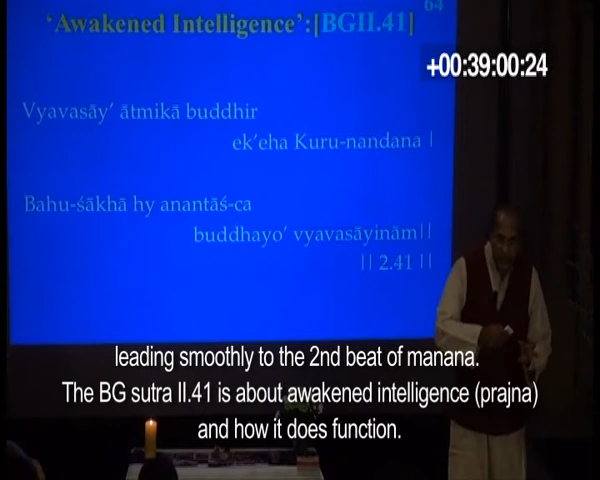 64
'Awakened Intelligence':[BGII.41]
+00:39:00:24
Vyavasāy' ātmikā buddhir
ek'eha Kuru-nandana |
Bahu-śākhā hy anantāś-ca
buddhayo' vyavasāyinām||
|| 2.41 ||
leading smoothly to the 2nd beat of manana.
The BG sutra II.41 is about awakened intelligence (prajna)
and how it does function.